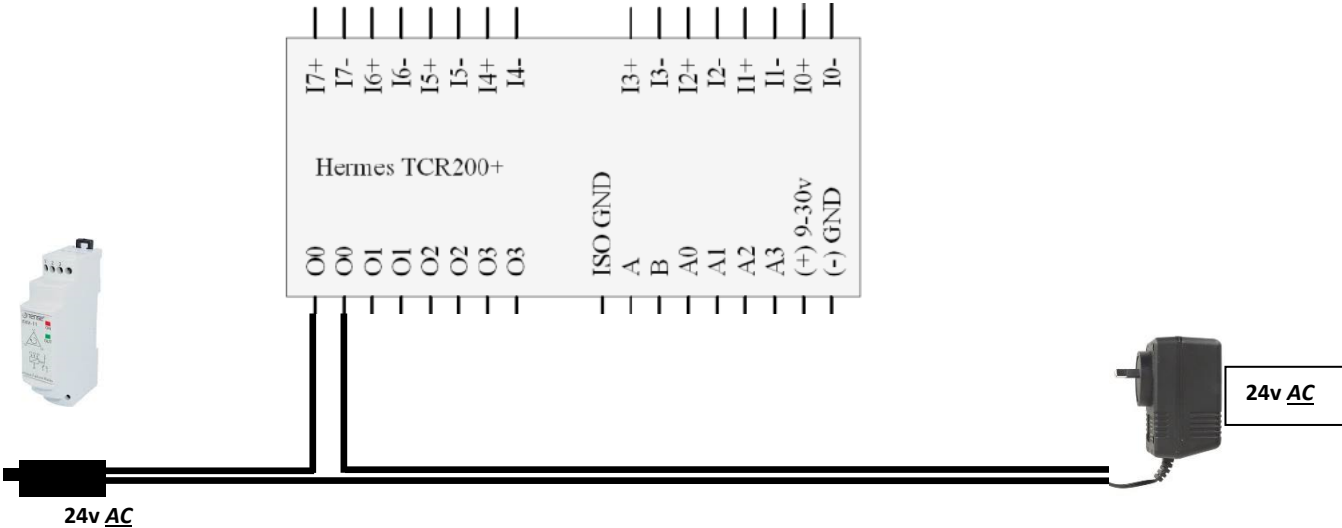 I7+ I7- I6+ I6- I5+ I5- I4+ I4- I3+ I3- I2+ I2- I1+ I1- I0+ I0-
Hermes TCR200+
O0 O0 O1 O1 O2 O2 O3 O3 ISO GND A B A0 A1 A2 A3 (+) 9-30v (-) GND
24v AC
24v AC